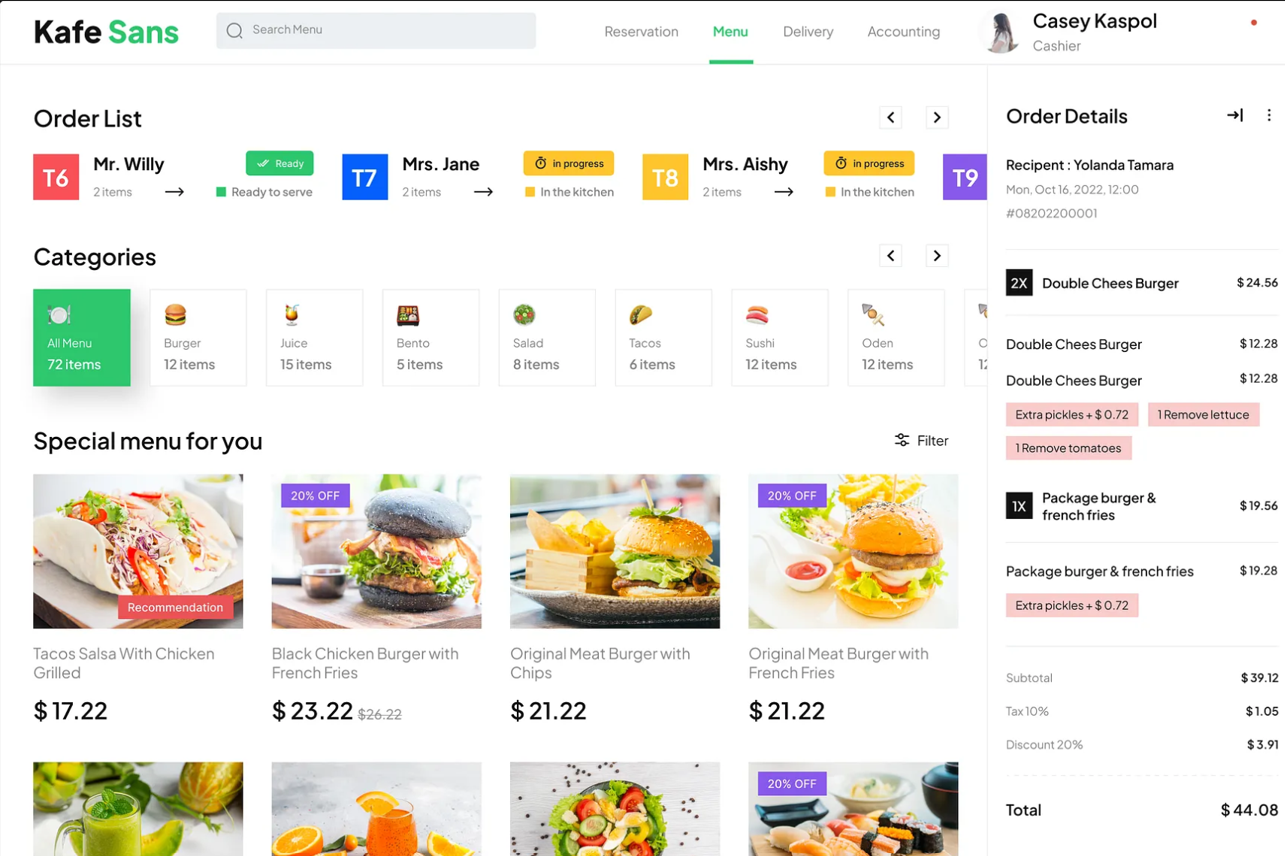 Kafe Sans
Search Menu
Reservation
Menu
Delivery
Accounting
Casey Kaspol
Cashier
Order List
T6
Mr. Willy
2 items
Ready
Ready to serve
T7
Mrs. Jane
2 items
in progress
In the kitchen
T8
Mrs. Aishy
2 items
in progress
In the kitchen
T9
Categories
All Menu
72 items
Burger
12 items
Juice
15 items
Bento
5 items
Salad
8 items
Tacos
6 items
Sushi
12 items
Oden
12 items
Special menu for you
Filter
Recommendation
Tacos Salsa With Chicken
Grilled
$ 17.22
20% OFF
Black Chicken Burger with
French Fries
$ 23.22 $26.22
Original Meat Burger with
Chips
$ 21.22
20% OFF
Original Meat Burger with
French Fries
$ 21.22
20% OFF
Order Details
Recipent : Yolanda Tamara
Mon, Oct 16, 2022, 12:00
#08202200001
2X Double Chees Burger $ 24.56
Double Chees Burger $ 12.28
Double Chees Burger $ 12.28
Extra pickles + $ 0.72 1 Remove lettuce
1 Remove tomatoes
1X Package burger &
french fries $ 19.56
Package burger & french fries $ 19.28
Extra pickles + $ 0.72
Subtotal $ 39.12
Tax 10% $ 1.05
Discount 20% $ 3.91
Total $ 44.08